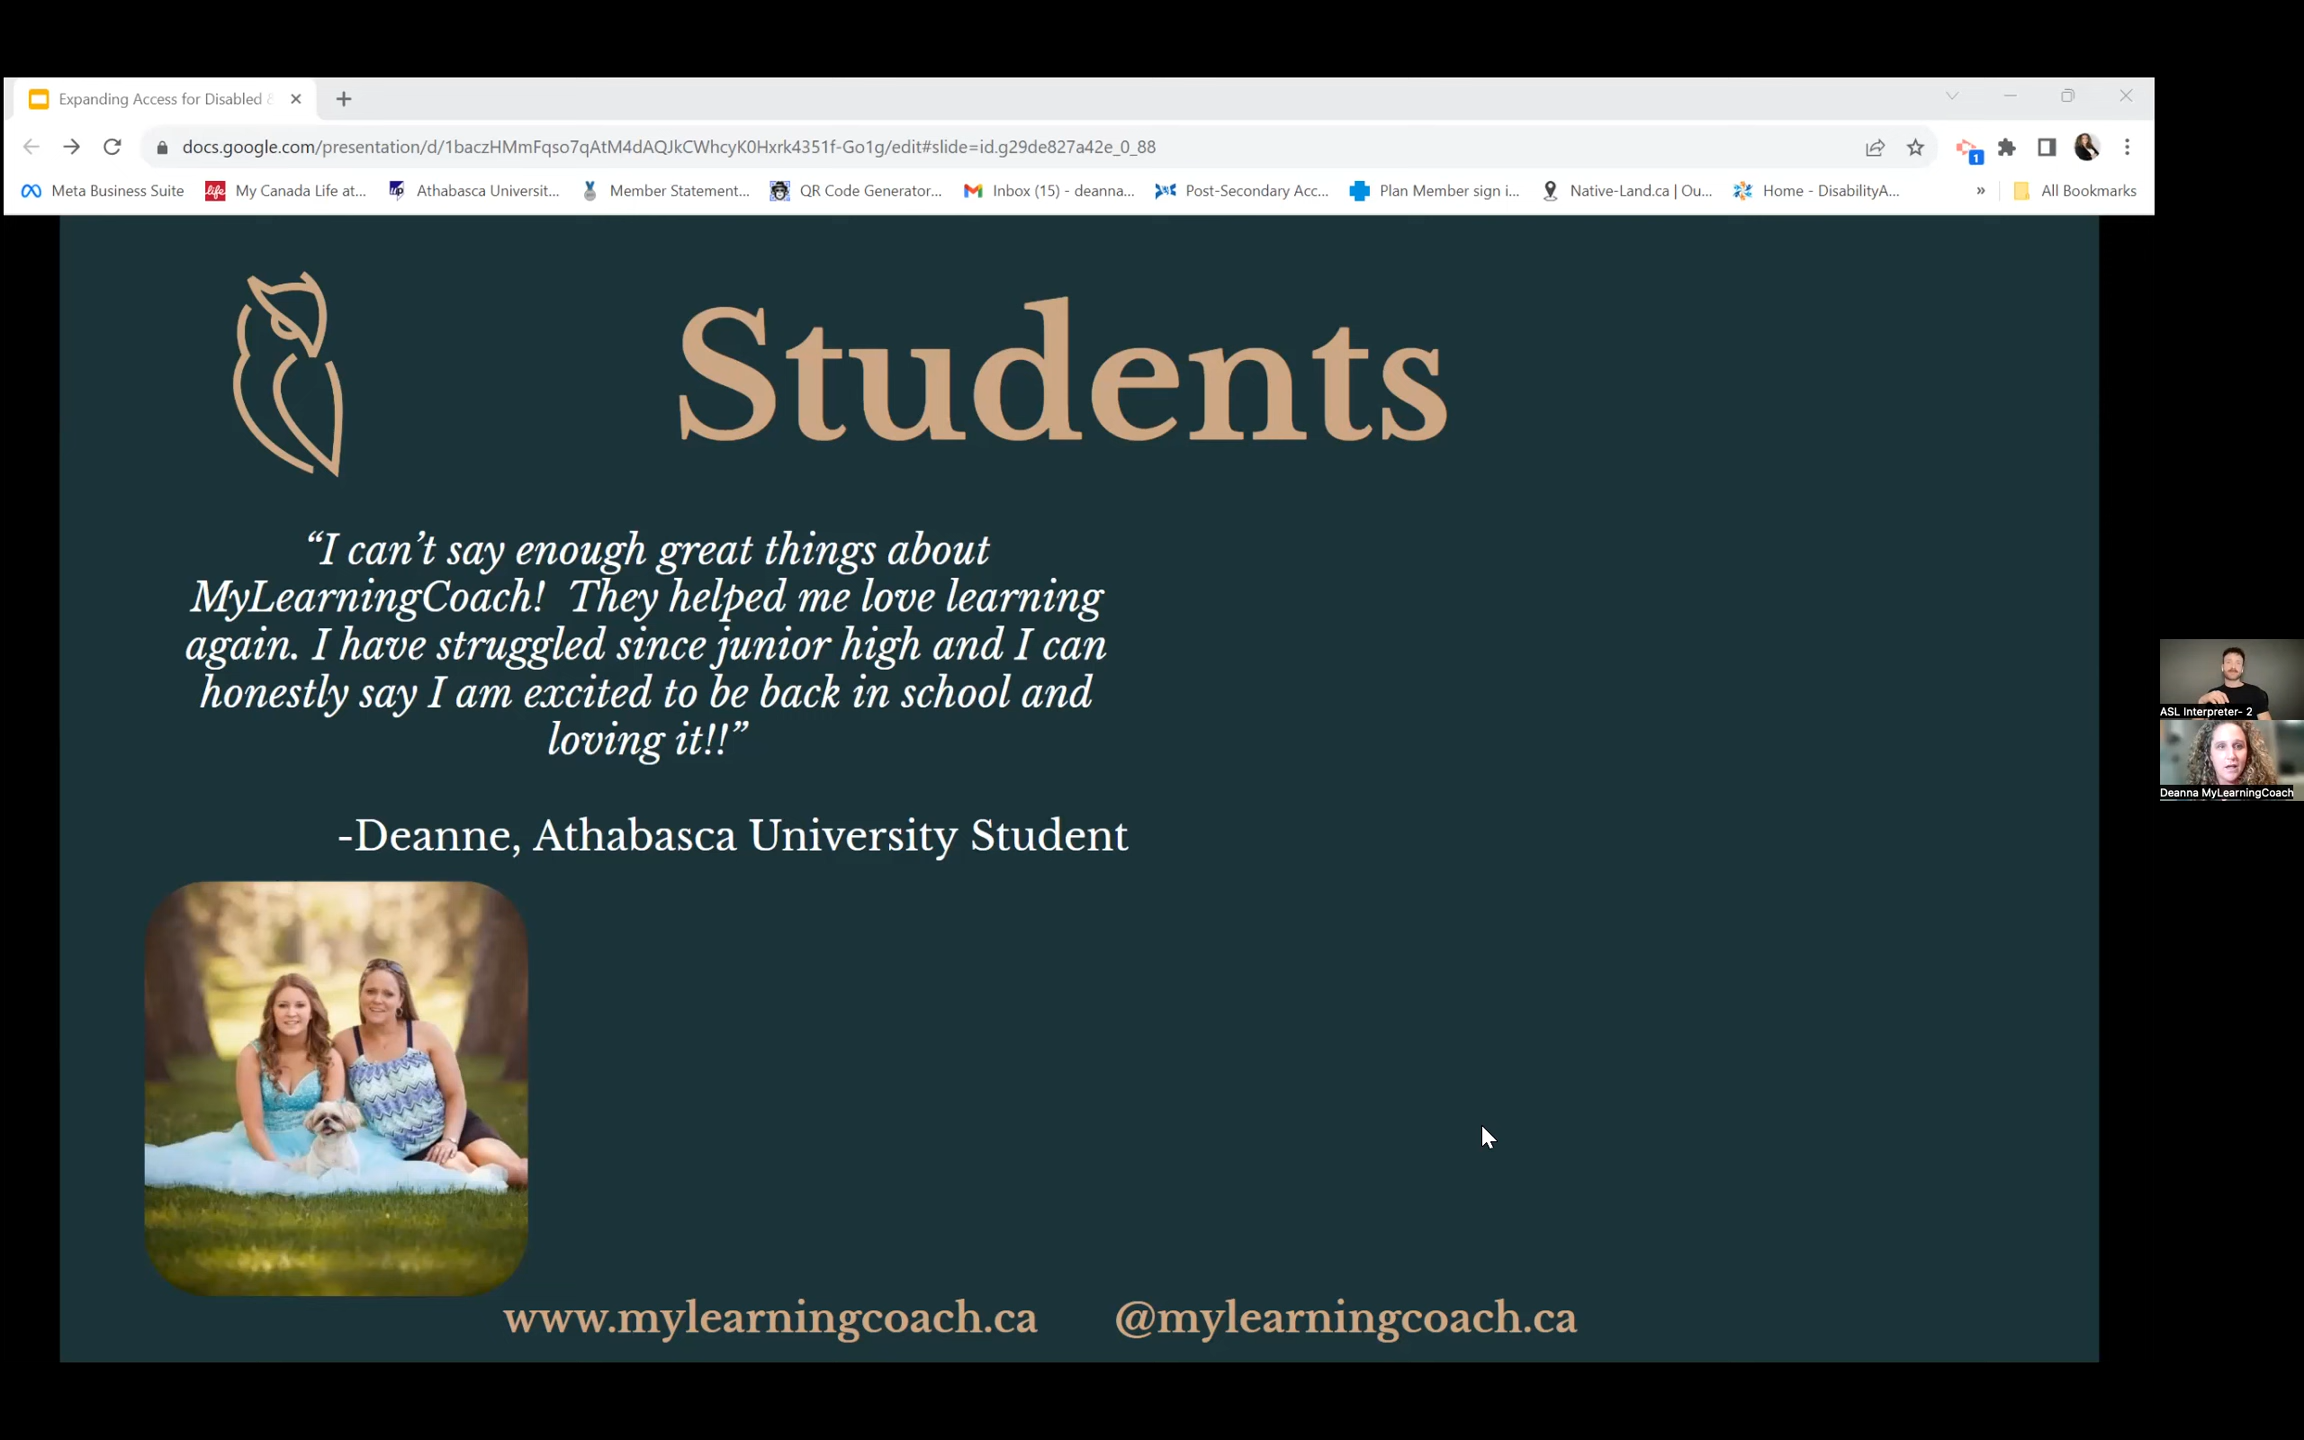 Expanding Access for Disabled &
docs.google.com/presentation/d/1baczHMmFqso7qAtM4dAQJkCWhcyK0Hxrk4351f-Go1g/edit#slide=id.g29de827a42e_0_88
1
Meta Business Suite
life
My Canada Life at...
Athabasca Universit...
Member Statement...
QR Code Generator...
Inbox (15) - deanna...
Post-Secondary Acc...
Plan Member sign i...
Native-Land.ca | Ou...
Home - DisabilityA...
»
All Bookmarks
Students
“I can’t say enough great things about
MyLearningCoach! They helped me love learning
again. I have struggled since junior high and I can
honestly say I am excited to be back in school and
loving it!!”
-Deanne, Athabasca University Student
www.mylearningcoach.ca @mylearningcoach.ca
ASL Interpreter- 2
Deanna MyLearningCoach